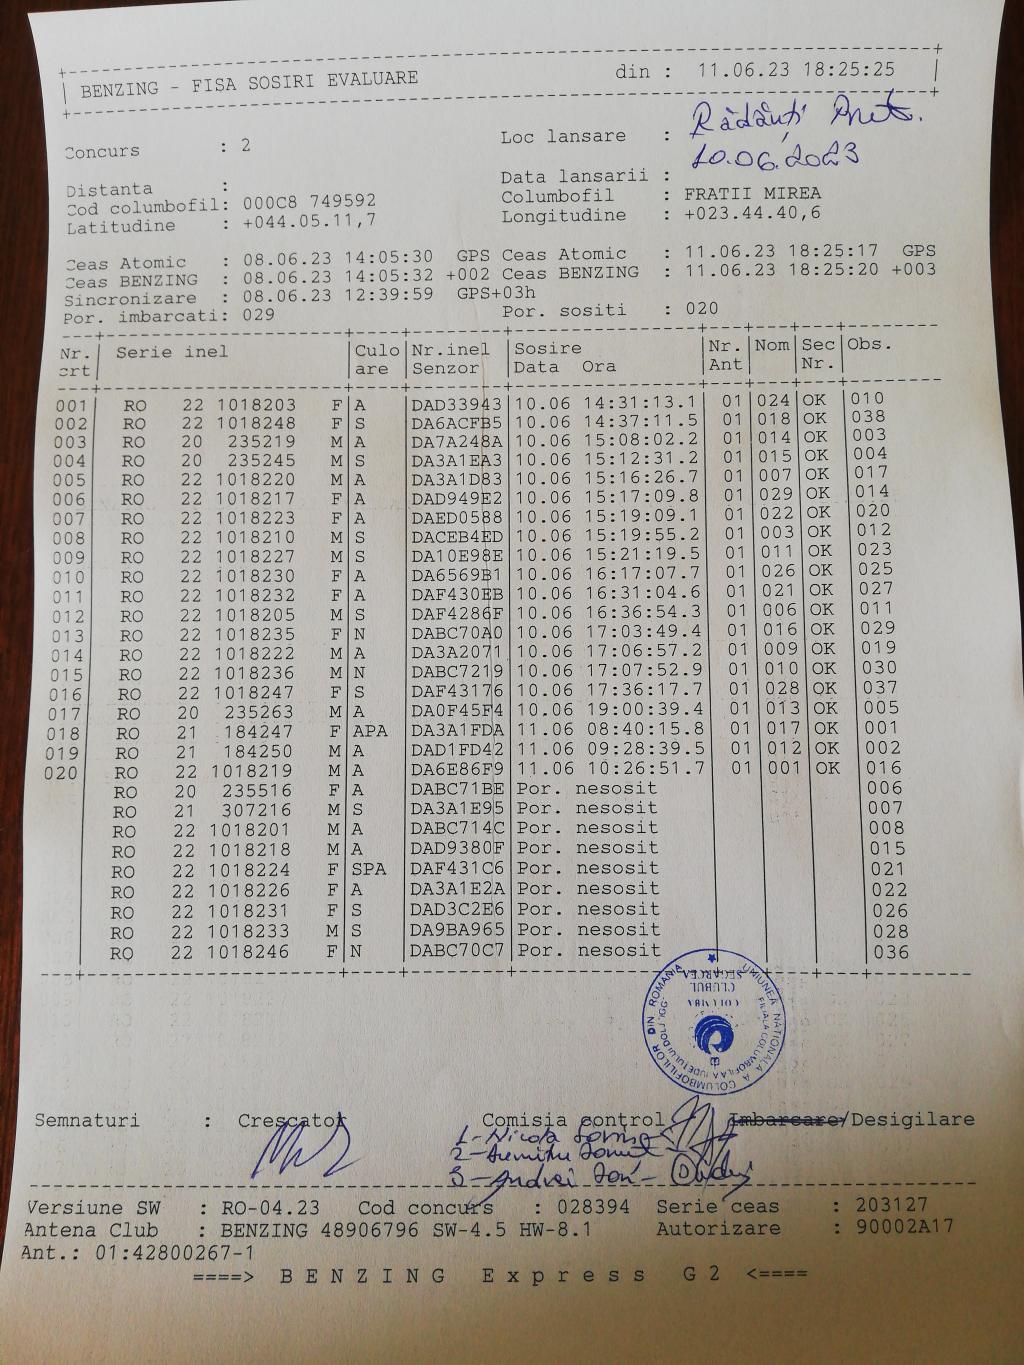 BENZING - FISA SOSIRI EVALUARE din : 11.06.23 18:25:25
Concurs : 2 Loc lansare : Rădăuți Prut.
Distanta : Data lansarii : 10.06.2023
Cod columbofil: 000C8 749592 Columbofil : FRATII MIREA
Latitudine : +044.05.11,7 Longitudine : +023.44.40,6
Ceas Atomic : 08.06.23 14:05:30 GPS Ceas Atomic : 11.06.23 18:25:17 GPS
Ceas BENZING : 08.06.23 14:05:32 +002 Ceas BENZING : 11.06.23 18:25:20 +003
Sincronizare : 08.06.23 12:39:59 GPS+03h
Por. imbarcati: 029 Por. sositi : 020
Nr. Serie inel Culo Nr.inel Sosire Nr. Nom Sec Obs.
crt are Senzor Data Ora Ant Nr.
001 RO 22 1018203 F A DAD33943 10.06 14:31:13.1 01 024 OK 010
002 RO 22 1018248 F S DA6ACFB5 10.06 14:37:11.5 01 018 OK 038
003 RO 20 235219 M A DA7A248A 10.06 15:08:02.2 01 014 OK 003
004 RO 20 235245 M S DA3A1EA3 10.06 15:12:31.2 01 015 OK 004
005 RO 22 1018220 M A DA3A1D83 10.06 15:16:26.7 01 007 OK 017
006 RO 22 1018217 F A DAD949E2 10.06 15:17:09.8 01 029 OK 014
007 RO 22 1018223 F A DAED0588 10.06 15:19:09.1 01 022 OK 020
008 RO 22 1018210 M S DACEB4ED 10.06 15:19:55.2 01 003 OK 012
009 RO 22 1018227 M S DA10E98E 10.06 15:21:19.5 01 011 OK 023
010 RO 22 1018230 F A DA6569B1 10.06 16:17:07.7 01 026 OK 025
011 RO 22 1018232 F A DAF430EB 10.06 16:31:04.6 01 021 OK 027
012 RO 22 1018205 M S DAF4286F 10.06 16:36:54.3 01 006 OK 011
013 RO 22 1018235 F N DABC70A0 10.06 17:03:49.4 01 016 OK 029
014 RO 22 1018222 M A DA3A2071 10.06 17:06:57.2 01 009 OK 019
015 RO 22 1018236 M N DABC7219 10.06 17:07:52.9 01 010 OK 030
016 RO 22 1018247 F S DAF43176 10.06 17:36:17.7 01 028 OK 037
017 RO 20 235263 M A DA0F45F4 10.06 19:00:39.4 01 013 OK 005
018 RO 21 184247 F APA DA3A1FDA 11.06 08:40:15.8 01 017 OK 001
019 RO 21 184250 M A DAD1FD42 11.06 09:28:39.5 01 012 OK 002
020 RO 22 1018219 M A DA6E86F9 11.06 10:26:51.7 01 001 OK 016
RO 20 235516 F A DABC71BE Por. nesosit 006
RO 21 307216 M S DA3A1E95 Por. nesosit 007
RO 22 1018201 M A DABC714C Por. nesosit 008
RO 22 1018218 M A DAD9380F Por. nesosit 015
RO 22 1018224 F SPA DAF431C6 Por. nesosit 021
RO 22 1018226 F A DA3A1E2A Por. nesosit 022
RO 22 1018231 F S DAD3C2E6 Por. nesosit 026
RO 22 1018233 M S DA9BA965 Por. nesosit 028
RO 22 1018246 F N DABC70C7 Por. nesosit 036
UNIUNEA NATIONALA A COLUMBOFILILOR DIN ROMANIA
CLUBUL
SEGARCEA
Semnaturi : Crescator Comisia control Imbarcare/Desigilare
1-Nicola
2-Dumitru Ionut
3-Andrei Ion -
Versiune SW : RO-04.23 Cod concurs : 028394 Serie ceas : 203127
Antena Club : BENZING 48906796 SW-4.5 HW-8.1 Autorizare : 90002A17
Ant.: 01:42800267-1
====> BENZING Express G2 <====